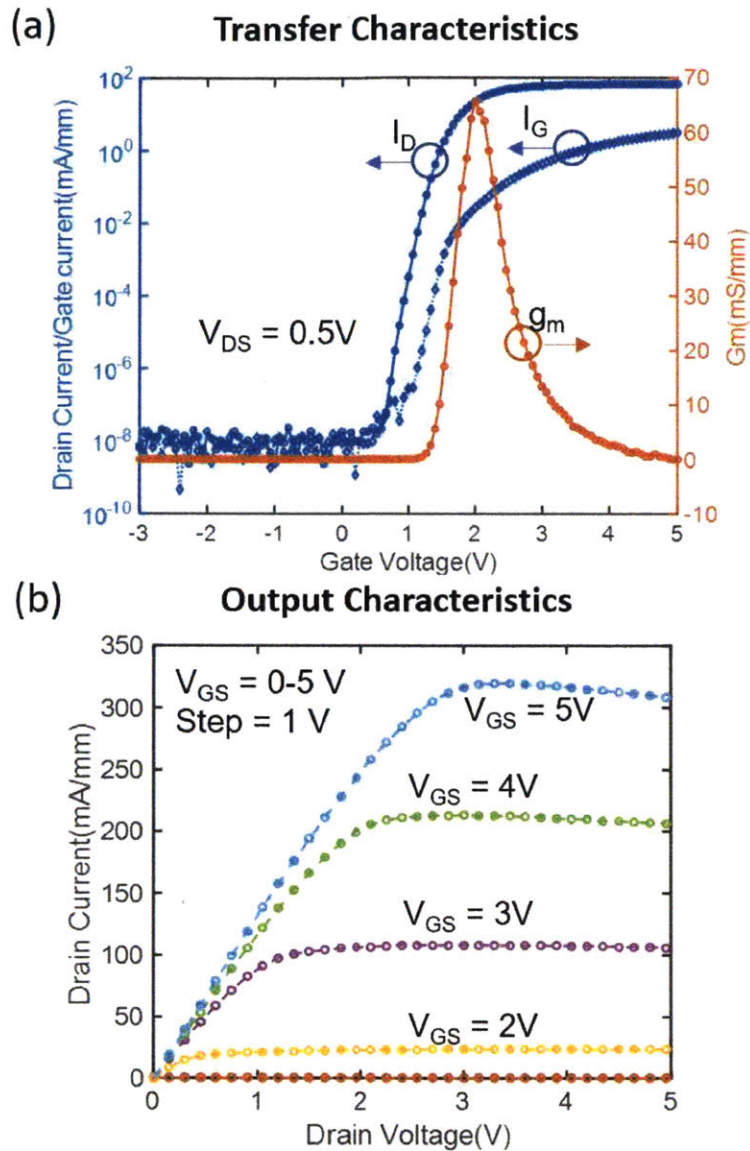 (a) Transfer Characteristics
Drain Current/Gate current(mA/mm)
10² 10⁰ 10⁻² 10⁻⁴ 10⁻⁶ 10⁻⁸ 10⁻¹⁰
I_D
I_G
g_m
V_DS = 0.5V
70 60 50 40 30 20 10 0 -10
Gm(mS/mm)
-3 -2 -1 0 1 2 3 4 5
Gate Voltage(V)
(b) Output Characteristics
Drain Current(mA/mm)
350 300 250 200 150 100 50 0
V_GS = 0-5 V
Step = 1 V
V_GS = 5V
V_GS = 4V
V_GS = 3V
V_GS = 2V
0 1 2 3 4 5
Drain Voltage(V)